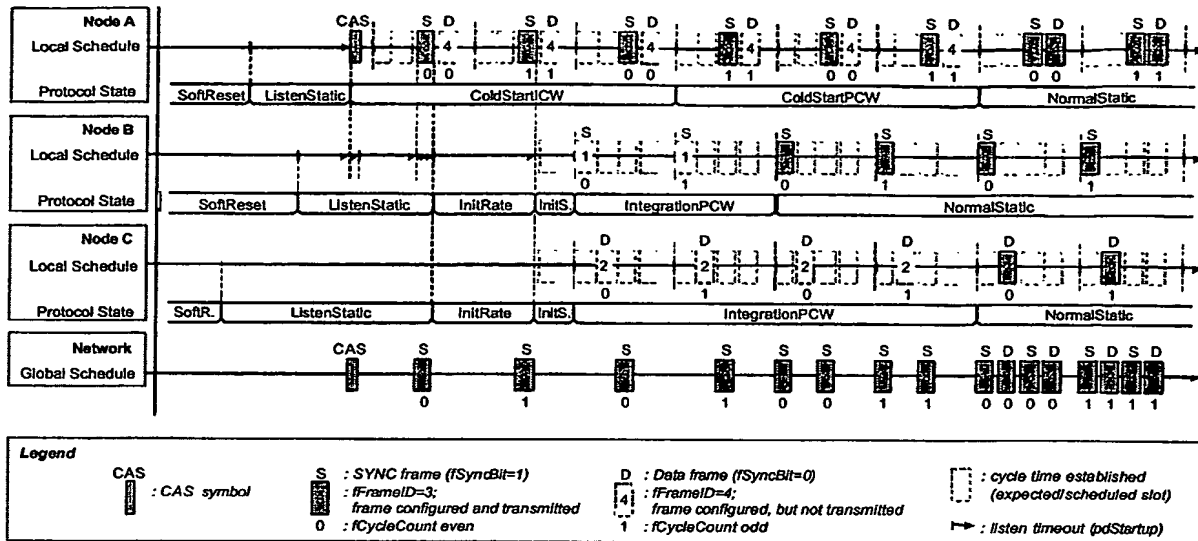 Node A
CAS S D S D S D S D S D S D S D S D
Local Schedule
4 4 4 4 4 4
0 0 1 1 0 0 1 1 0 0 1 1 0 0 1 1
Protocol State
SoftReset ListenStatic ColdStartICW ColdStartPCW NormalStatic
Node B
S S S S S S
Local Schedule
1 1
0 1 0 1 0 1
Protocol State
SoftReset ListenStatic InitRate InitS. IntegrationPCW NormalStatic
Node C
D D D D D D
Local Schedule
2 2 2 2
0 1 0 1 0 1
Protocol State
SoftR. ListenStatic InitRate InitS. IntegrationPCW NormalStatic
Network
CAS S S S S S S S S S D S D S D S D
Global Schedule
0 1 0 1 0 0 1 1 0 0 0 0 1 1 1 1
Legend
CAS
: CAS symbol
S : SYNC frame (fSyncBit=1)
: fFrameID=3;
frame configured and transmitted
0 : fCycleCount even
D : Data frame (fSyncBit=0)
4 : fFrameID=4;
frame configured, but not transmitted
1 : fCycleCount odd
: cycle time established
(expected/scheduled slot)
: listen timeout (pdStartup)